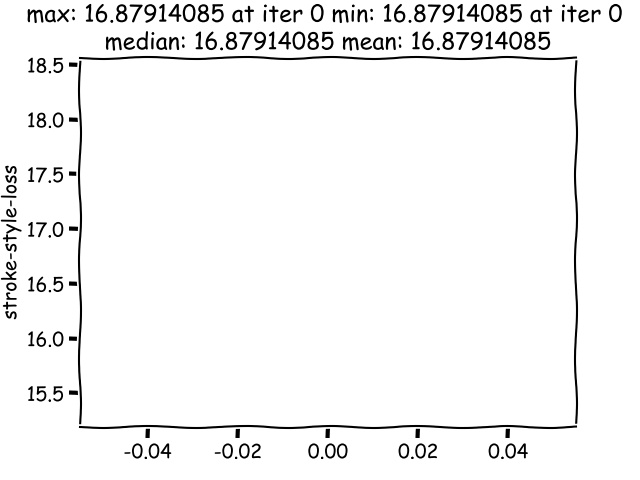 max: 16.87914085 at iter 0 min: 16.87914085 at iter 0
median: 16.87914085 mean: 16.87914085
18.5
18.0
17.5
17.0
16.5
16.0
15.5
stroke-style-loss
-0.04 -0.02 0.00 0.02 0.04